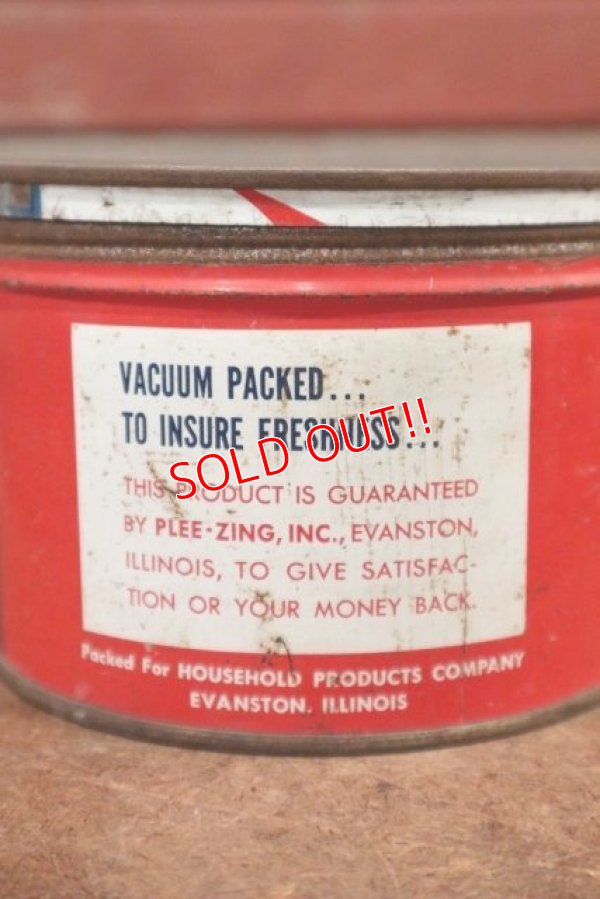 VACUUM PACKED...
TO INSURE FRESHNESS...
SOLD OUT!!
THIS PRODUCT IS GUARANTEED
BY PLEE-ZING, INC., EVANSTON,
ILLINOIS, TO GIVE SATISFAC-
TION OR YOUR MONEY BACK.
Packed For HOUSEHOLD PRODUCTS COMPANY
EVANSTON, ILLINOIS